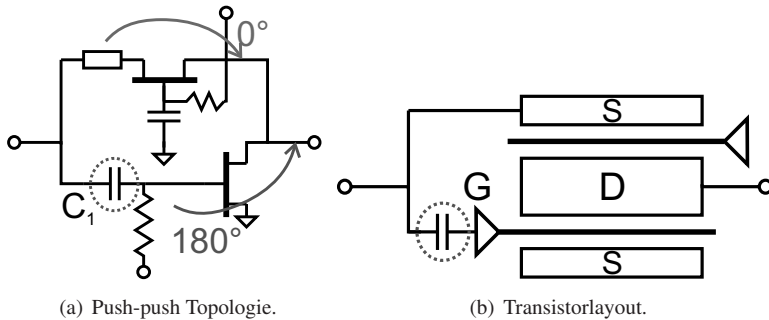 0°
C₁
180°
(a) Push-push Topologie.
S
G
D
S
(b) Transistorlayout.